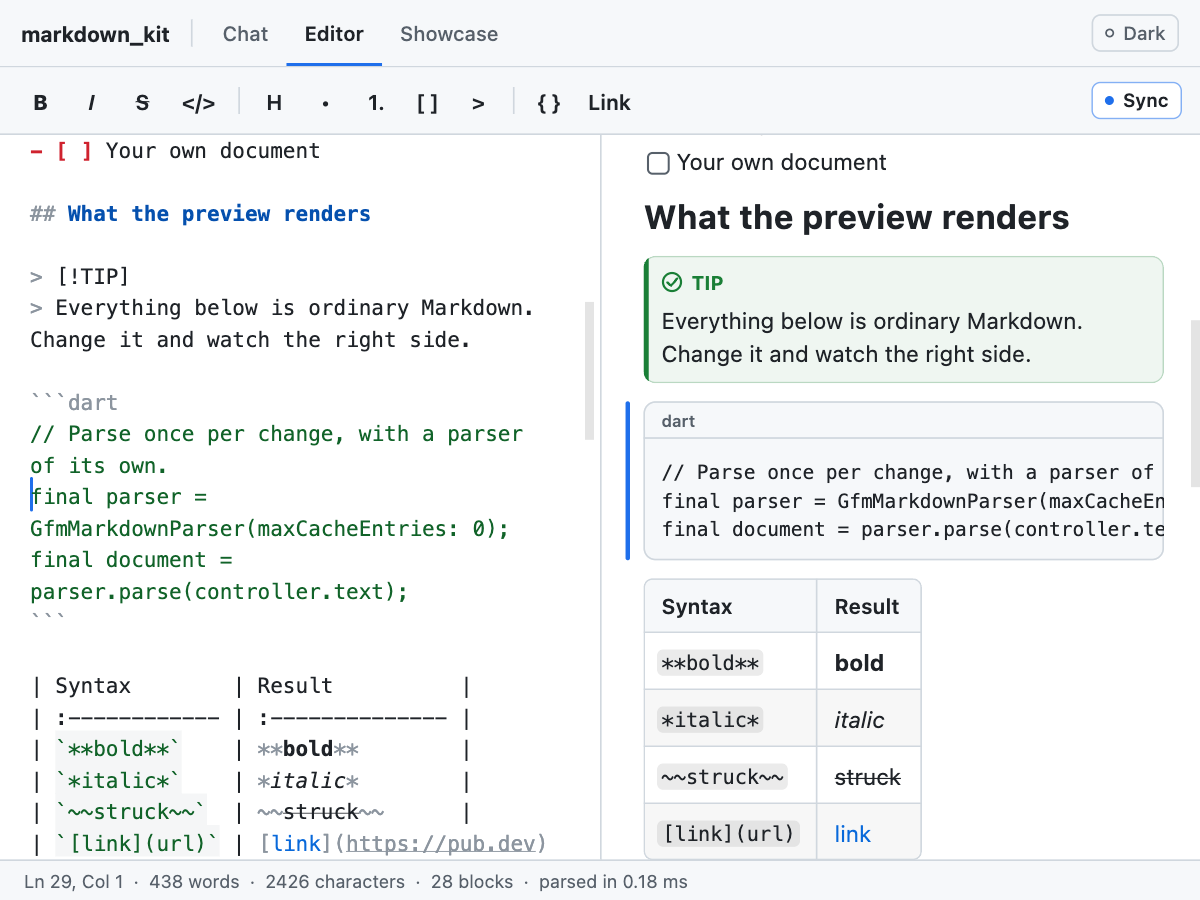 markdown_kit
Chat
Editor
Showcase
Dark
B I S </> H • 1. [ ] > { } Link
Sync
- [ ] Your own document
## What the preview renders
> [!TIP]
> Everything below is ordinary Markdown.
Change it and watch the right side.
```dart
// Parse once per change, with a parser
of its own.
final parser =
GfmMarkdownParser(maxCacheEntries: 0);
final document =
parser.parse(controller.text);
```
| Syntax | Result |
| :------------ | :-------------- |
| `**bold**` | **bold** |
| `*italic*` | *italic* |
| `~~struck~~` | ~~struck~~ |
| `[link](url)` | [link](https://pub.dev)
Your own document
What the preview renders
TIP
Everything below is ordinary Markdown.
Change it and watch the right side.
dart
// Parse once per change, with a parser of
final parser = GfmMarkdownParser(maxCacheEn
final document = parser.parse(controller.te
Syntax Result
**bold** bold
*italic* italic
~~struck~~ struck
[link](url) link
Ln 29, Col 1 · 438 words · 2426 characters · 28 blocks · parsed in 0.18 ms